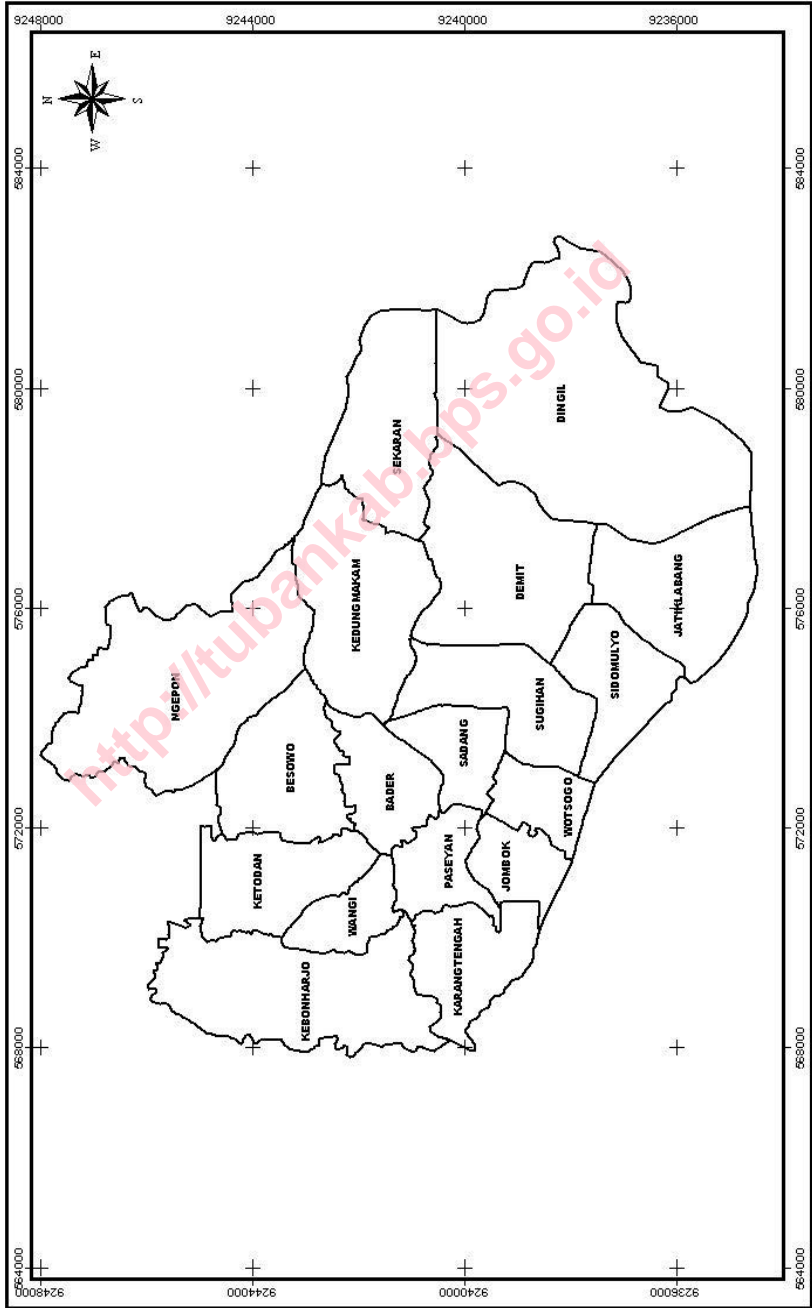 9248000 9244000 9240000 9236000
N
E
S
W
584000 584000
580000 580000
576000 576000
572000 572000
568000 568000
564000 564000
SEKARAN
DINGIL
KEDUNGMAKAM
DEMIT
JATIKLABANG
NGEPON
SIDOMULYO
SUGIHAN
BESOWO
BADER
SADANG
WOTSOGO
KETODAN
PASEYAN
JOMBOK
WANGI
KEBONHARJO
KARANGTENGAH
http://tubankab.bps.go.id
9248000 9244000 9240000 9236000